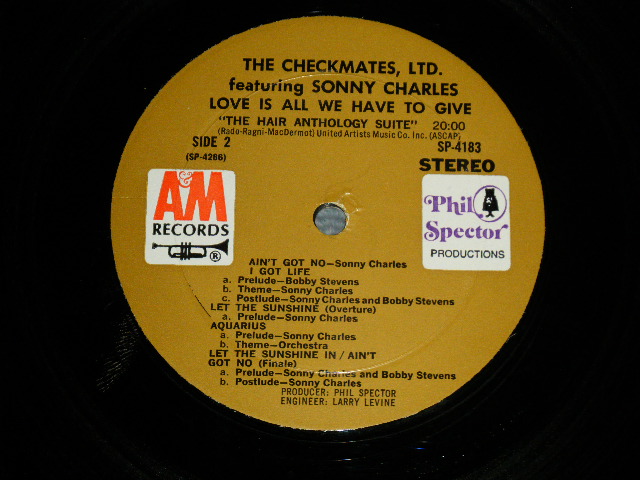 THE CHECKMATES, LTD.
featuring SONNY CHARLES
LOVE IS ALL WE HAVE TO GIVE
"THE HAIR ANTHOLOGY SUITE" 20:00
(Rado-Ragni-MacDermot) United Artists Music Co. Inc. (ASCAP)
SIDE 2
(SP-4266)
SP-4183
STEREO
A&M
RECORDS
®
Phil
Spector
PRODUCTIONS
AIN'T GOT NO—Sonny Charles
I GOT LIFE
a. Prelude—Bobby Stevens
b. Theme—Sonny Charles
c. Postlude—Sonny Charles and Bobby Stevens
LET THE SUNSHINE (Overture)
a. Prelude—Sonny Charles
AQUARIUS
a. Prelude—Sonny Charles
b. Theme—Orchestra
LET THE SUNSHINE IN / AIN'T
GOT NO (Finale)
a. Prelude—Sonny Charles and Bobby Stevens
b. Postlude—Sonny Charles
PRODUCER: PHIL SPECTOR
ENGINEER: LARRY LEVINE